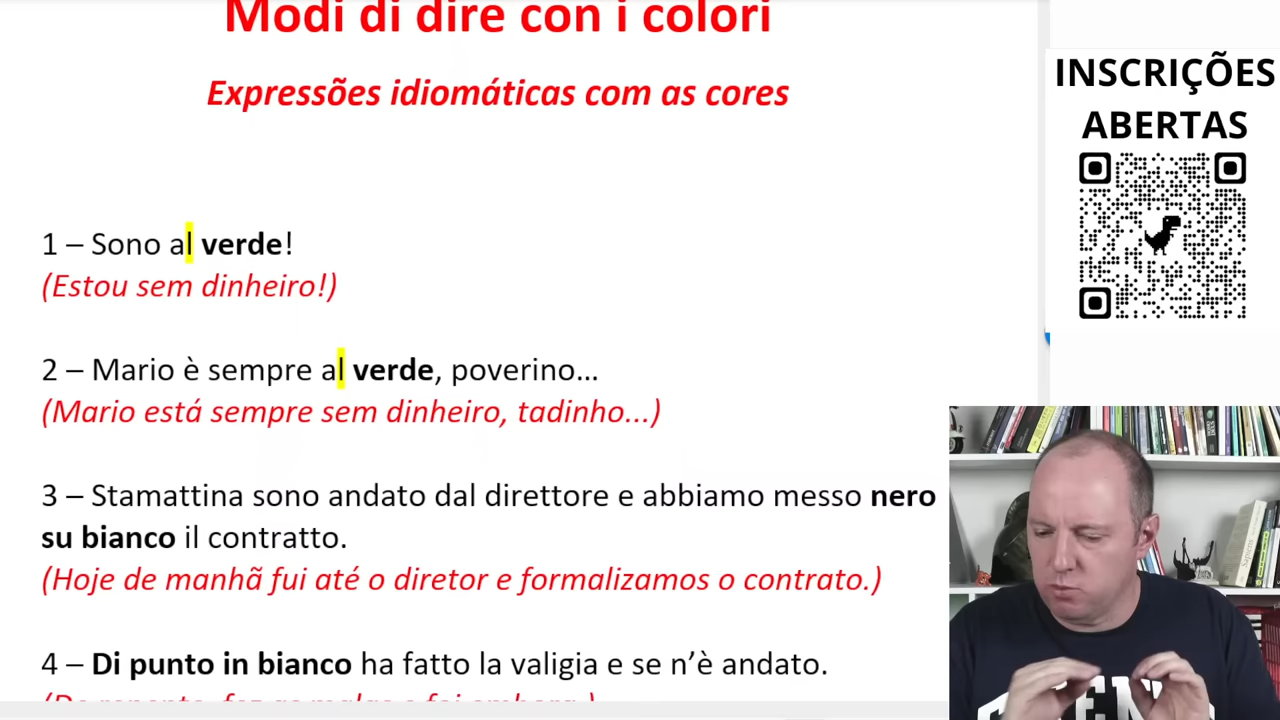 Modi di dire con i colori
Expressões idiomáticas com as cores
INSCRIÇÕES
ABERTAS
1 – Sono al verde!
(Estou sem dinheiro!)
2 – Mario è sempre al verde, poverino...
(Mario está sempre sem dinheiro, tadinho...)
3 – Stamattina sono andato dal direttore e abbiamo messo nero
su bianco il contratto.
(Hoje de manhã fui até o diretor e formalizamos o contrato.)
4 – Di punto in bianco ha fatto la valigia e se n’è andato.